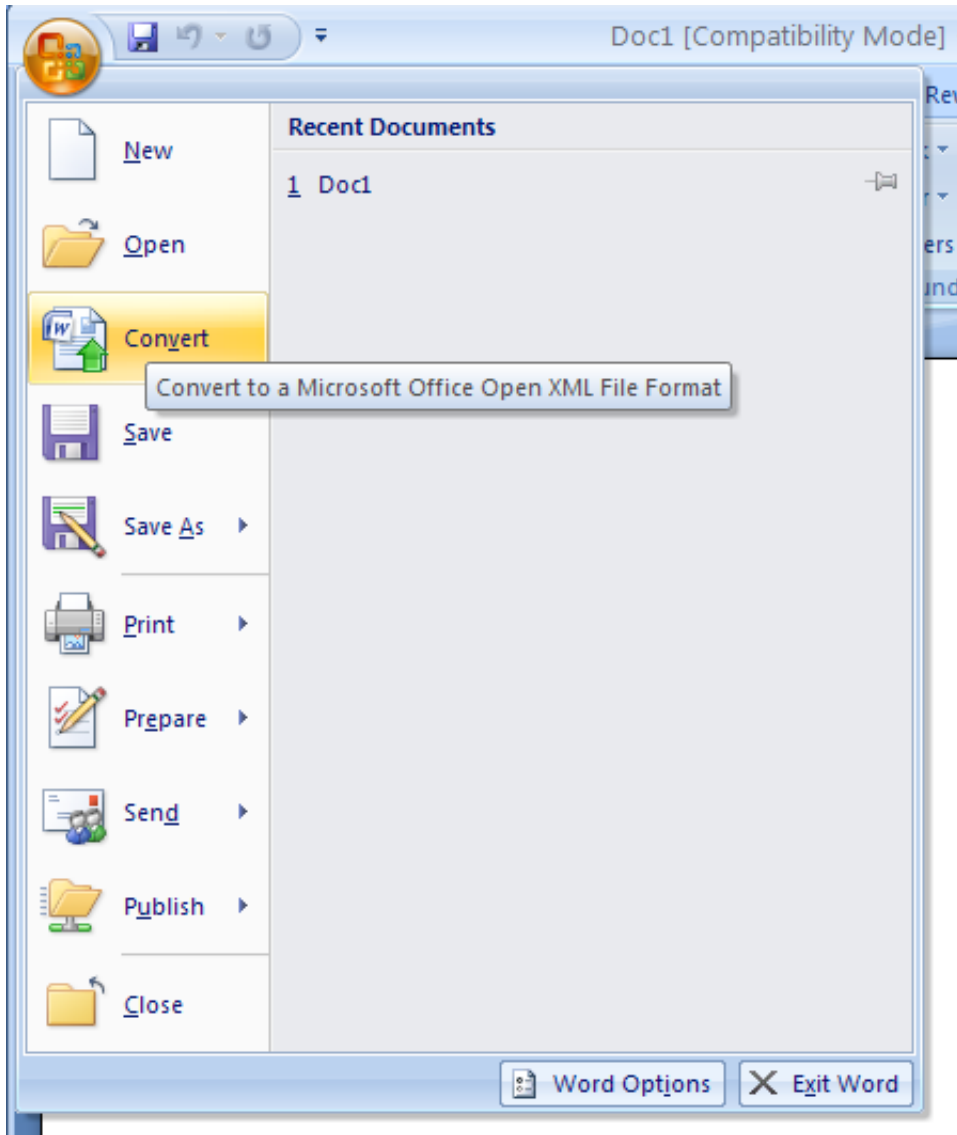 Doc1 [Compatibility Mode]
Recent Documents
New
1 Doc1
Open
Convert
Convert to a Microsoft Office Open XML File Format
Save
Save As
Print
Prepare
Send
Publish
Close
Word Options
Exit Word